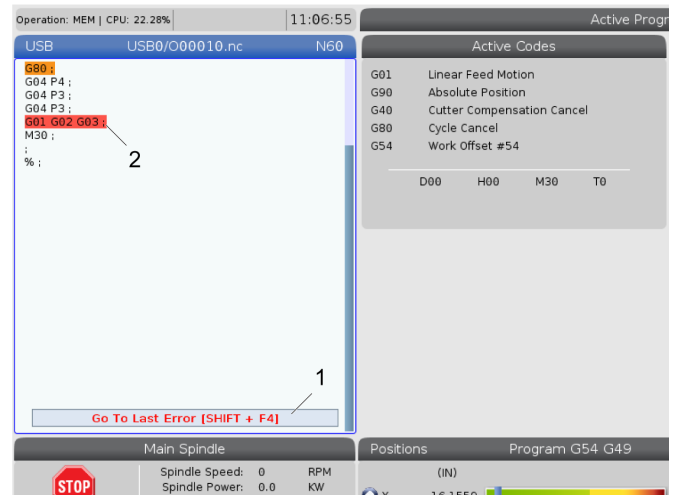 Operation: MEM | CPU: 22.28%
11:06:55
Active Progr
USB USB0/O00010.nc N60
G80 ;
G04 P4 ;
G04 P3 ;
G04 P3 ;
G01 G02 G03 ;
M30 ;
;
% ;
2
1
Go To Last Error [SHIFT + F4]
Active Codes
G01 Linear Feed Motion
G90 Absolute Position
G40 Cutter Compensation Cancel
G80 Cycle Cancel
G54 Work Offset #54
D00 H00 M30 T0
Main Spindle
STOP
Spindle Speed: 0 RPM
Spindle Power: 0.0 KW
Positions Program G54 G49
(IN)